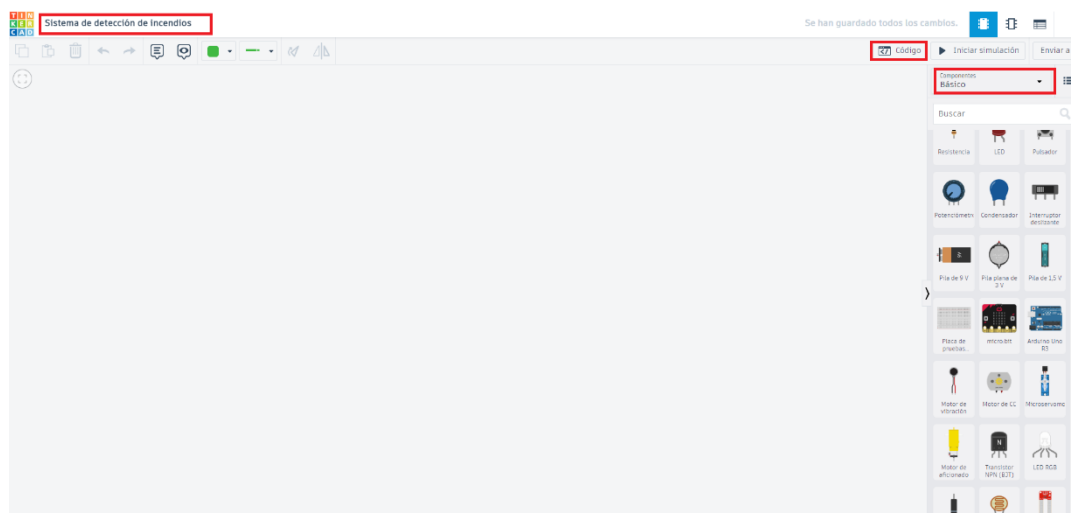 TIN
KER
CAD
Sistema de detección de incendios
Se han guardado todos los cambios.
Código
Iniciar simulación
Enviar a
Componentes
Básico
Buscar
Resistencia
LED
Pulsador
Potenciómetr
Condensador
Interruptor
deslizante
Pila de 9 V
Pila plana de
3 V
Pila de 1,5 V
Placa de
pruebas...
micro:bit
Arduino Uno
R3
Motor de
vibración
Motor de CC
Microservomo
Motor de
aficionado
Transistor
NPN (BJT)
LED RGB